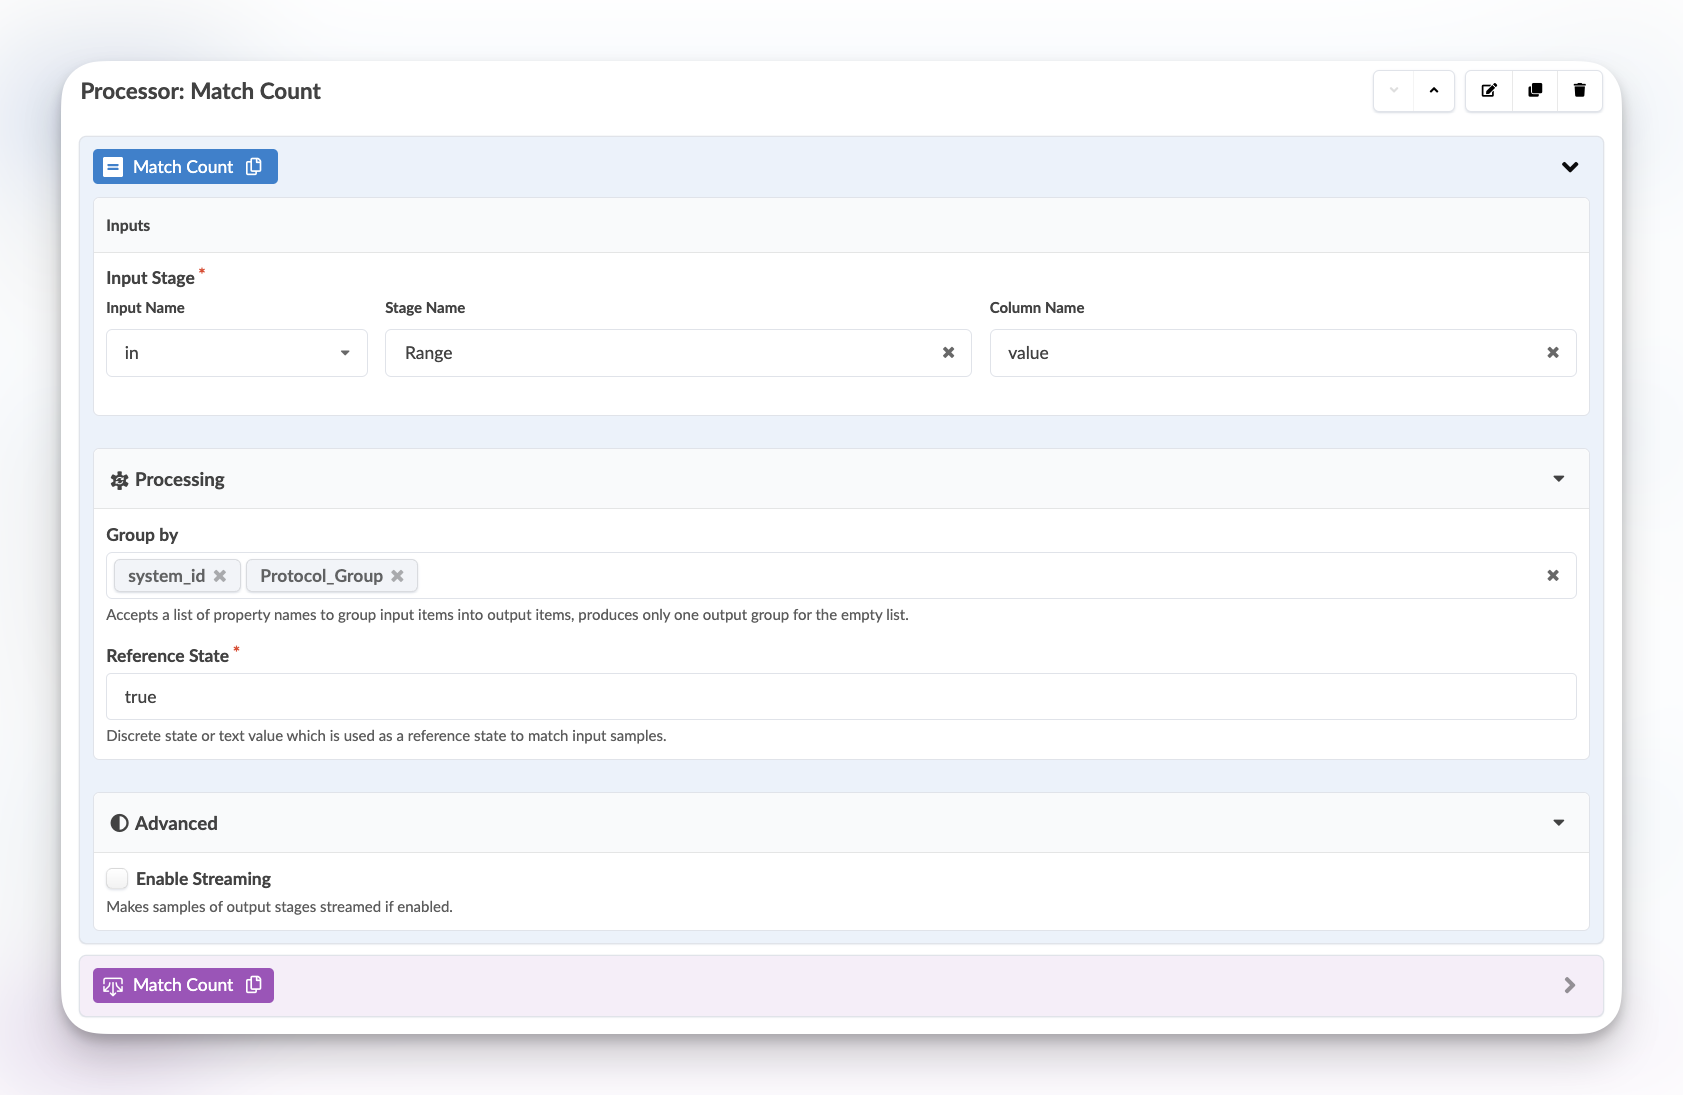 Processor: Match Count
Match Count
Inputs
Input Stage *
Input Name Stage Name Column Name
in Range value
Processing
Group by
system_id Protocol_Group
Accepts a list of property names to group input items into output items, produces only one output group for the empty list.
Reference State *
true
Discrete state or text value which is used as a reference state to match input samples.
Advanced
Enable Streaming
Makes samples of output stages streamed if enabled.
Match Count